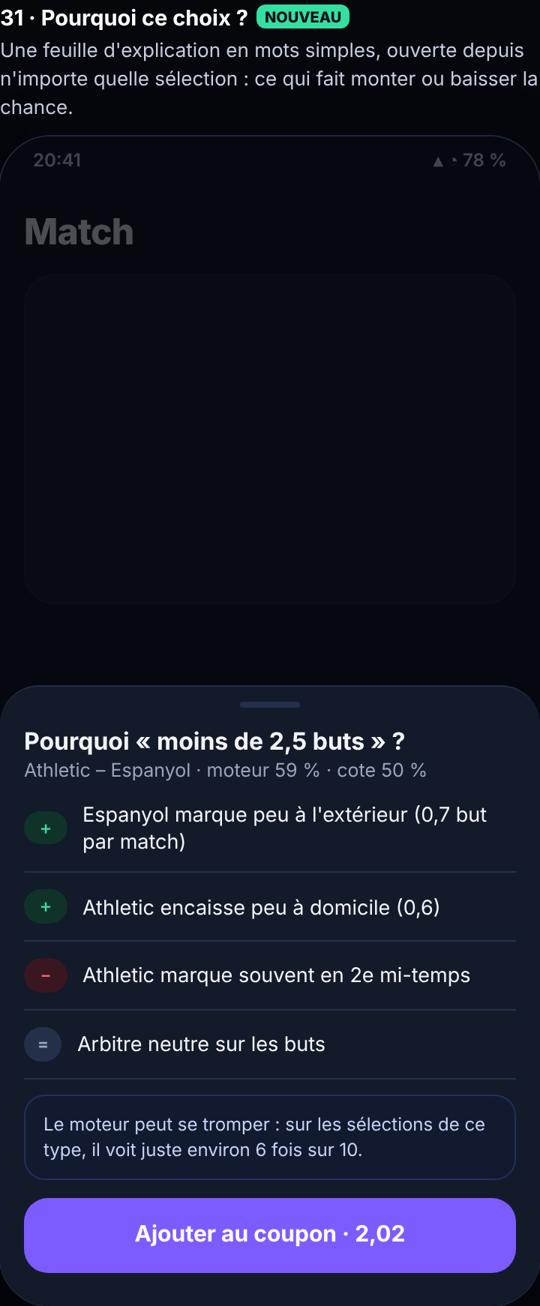 31 · Pourquoi ce choix ? NOUVEAU
Une feuille d'explication en mots simples, ouverte depuis
n'importe quelle sélection : ce qui fait monter ou baisser la
chance.
20:41 ▲ 78 %
Match
Pourquoi « moins de 2,5 buts » ?
Athletic – Espanyol · moteur 59 % · cote 50 %
+ Espanyol marque peu à l'extérieur (0,7 but
par match)
+ Athletic encaisse peu à domicile (0,6)
− Athletic marque souvent en 2e mi-temps
= Arbitre neutre sur les buts
Le moteur peut se tromper : sur les sélections de ce
type, il voit juste environ 6 fois sur 10.
Ajouter au coupon · 2,02